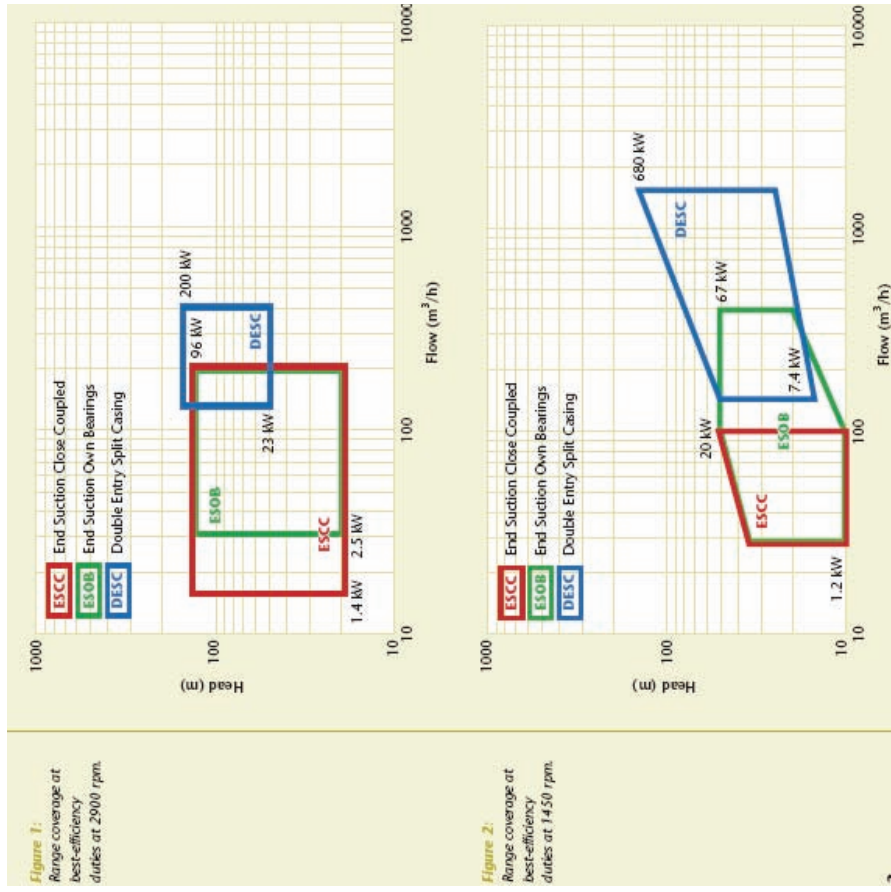 Figure 1:
Range coverage at
best-efficiency
duties at 2900 rpm.
ESCC End Suction Close Coupled
ESOB End Suction Own Bearings
DESC Double Entry Split Casing
1000
100
10
Head (m)
200 kW
96 kW
ESOB
DESC
23 kW
ESCC
1.4 kW
2.5 kW
10
100
1000
10000
Flow (m³/h)
Figure 2:
Range coverage at
best-efficiency
duties at 1450 rpm.
ESCC End Suction Close Coupled
ESOB End Suction Own Bearings
DESC Double Entry Split Casing
1000
100
10
Head (m)
680 kW
DESC
67 kW
20 kW
7.4 kW
ESCC
ESOB
1.2 kW
10
100
1000
10000
Flow (m³/h)